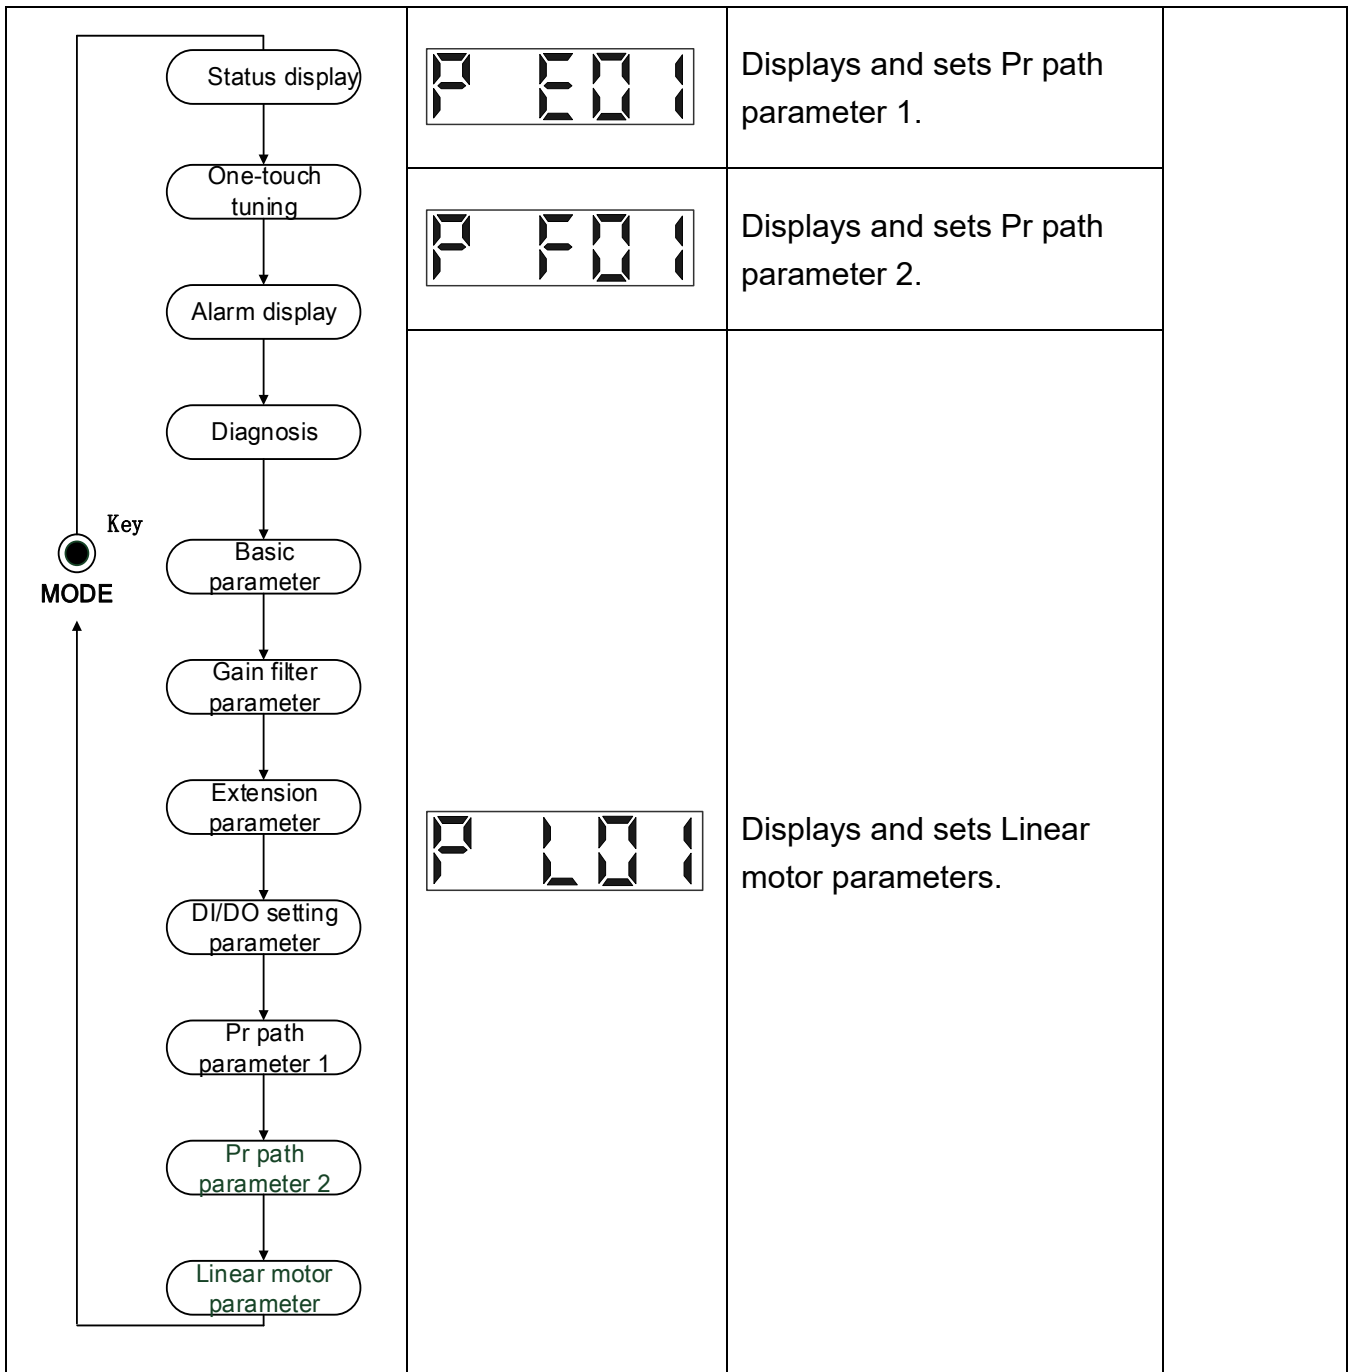 Status display
One-touch
tuning
Alarm display
Diagnosis
Key
MODE
Basic
parameter
Gain filter
parameter
Extension
parameter
DI/DO setting
parameter
Pr path
parameter 1
Pr path
parameter 2
Linear motor
parameter
P E01
Displays and sets Pr path
parameter 1.
P F01
Displays and sets Pr path
parameter 2.
P L01
Displays and sets Linear
motor parameters.